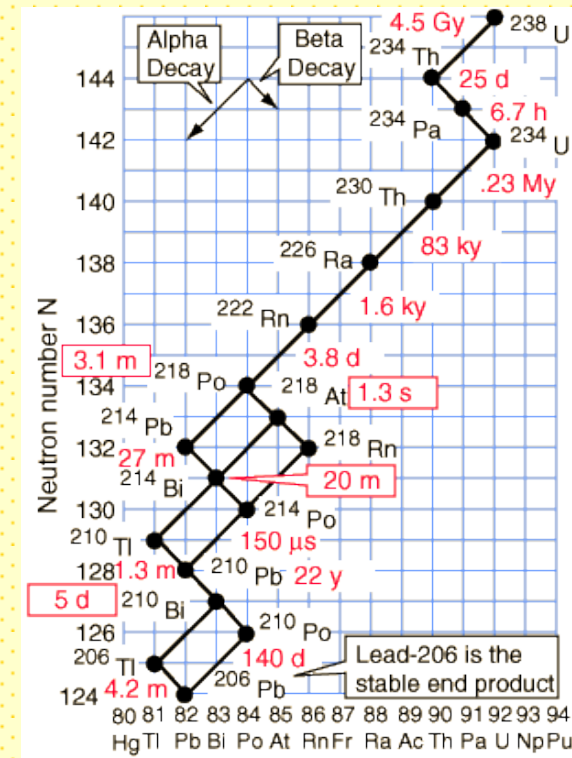 4.5 Gy
238 U
Alpha Decay
Beta Decay
234 Th
144
25 d
6.7 h
234 Pa
142
234 U
.23 My
230 Th
140
83 ky
226 Ra
138
1.6 ky
222 Rn
136
3.8 d
3.1 m
218 Po
134
218 At
1.3 s
214 Pb
132
218 Rn
27 m
214 Bi
20 m
130
214 Po
210 Tl
150 µs
128
1.3 m
210 Pb
22 y
5 d
210 Bi
126
210 Po
206 Tl
140 d
Lead-206 is the
stable end product
124
4.2 m
206 Pb
Neutron number N
80 81 82 83 84 85 86 87 88 89 90 91 92 93 94
Hg Tl Pb Bi Po At Rn Fr Ra Ac Th Pa U Np Pu